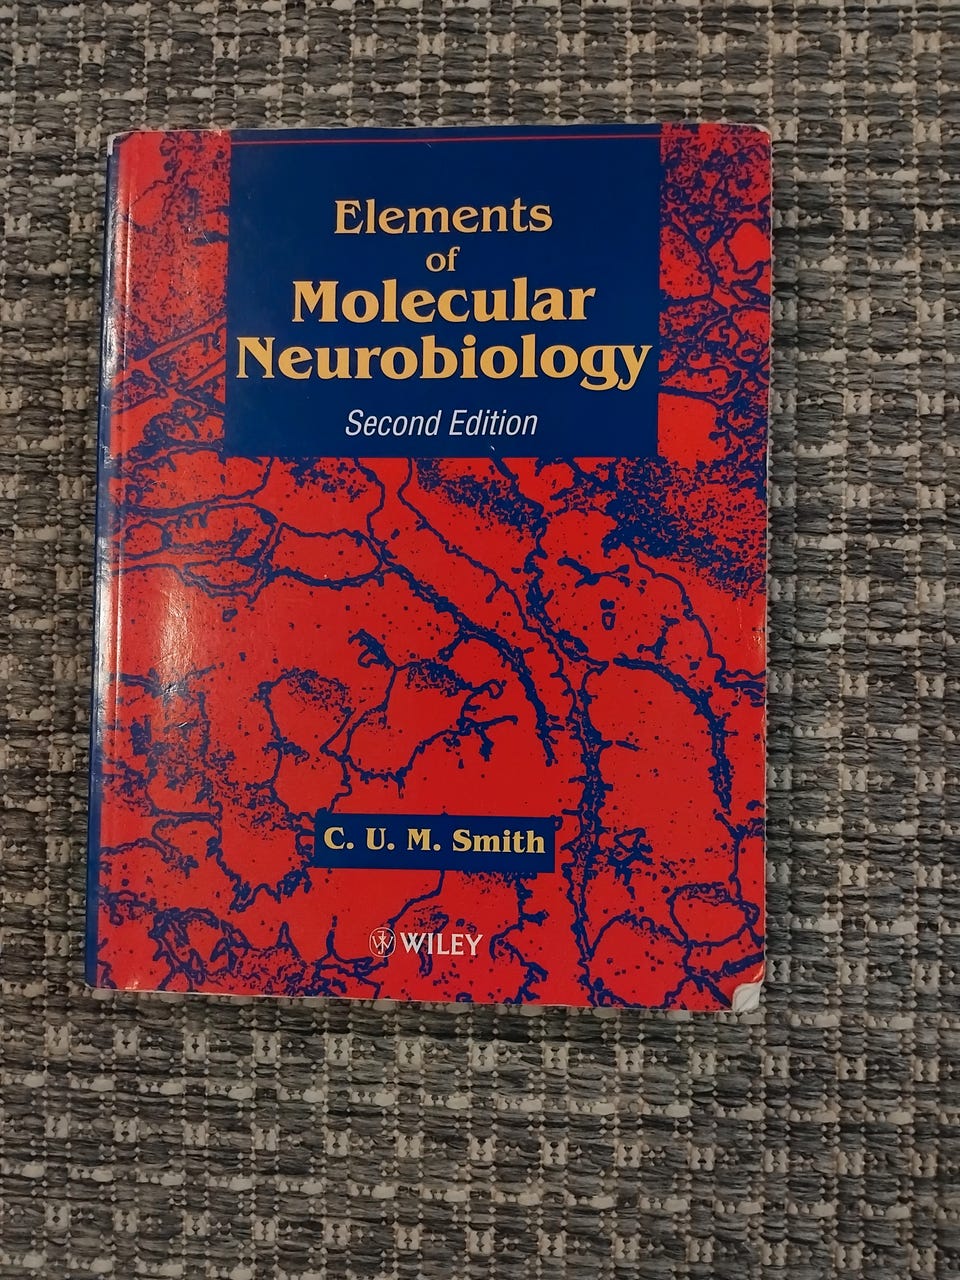 Elements
of
Molecular
Neurobiology
Second Edition
C. U. M. Smith
WILEY